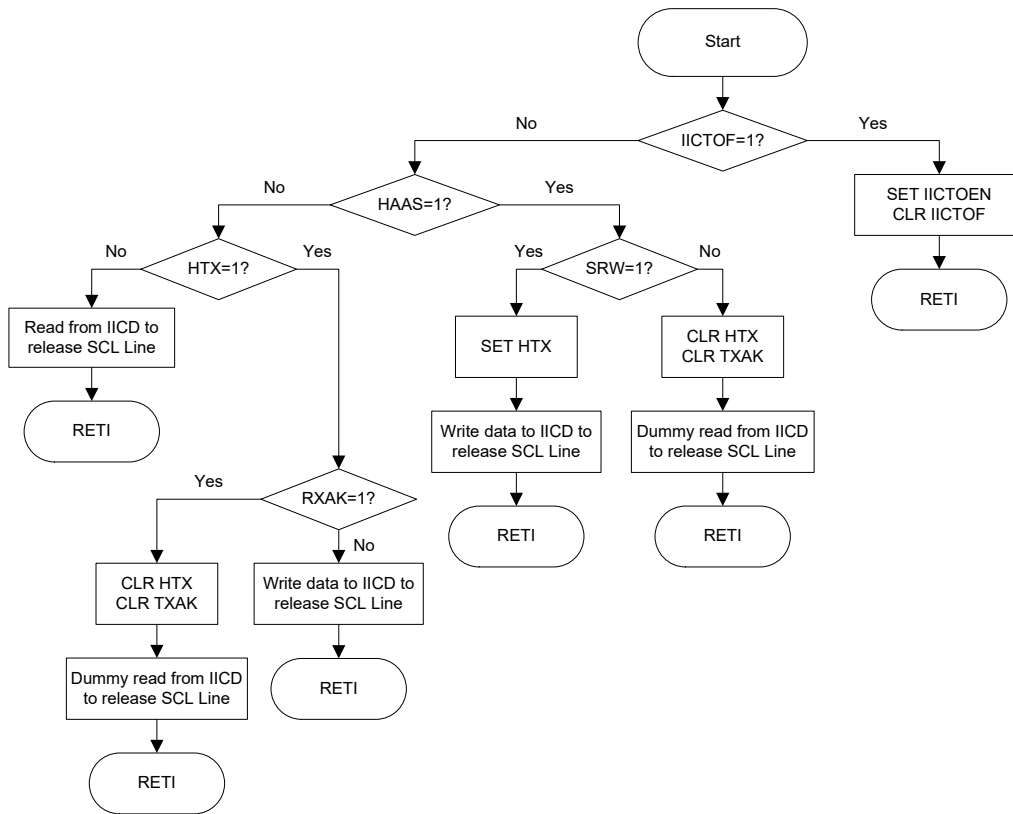 Start
No
IICTOF=1?
Yes
No
HAAS=1?
Yes
SET IICTOEN
CLR IICTOF
No
HTX=1?
Yes
Yes
SRW=1?
No
RETI
Read from IICD to
release SCL Line
SET HTX
CLR HTX
CLR TXAK
RETI
Write data to IICD to
release SCL Line
Dummy read from IICD
to release SCL Line
Yes
RXAK=1?
RETI
RETI
No
CLR HTX
CLR TXAK
Write data to IICD to
release SCL Line
Dummy read from IICD
to release SCL Line
RETI
RETI